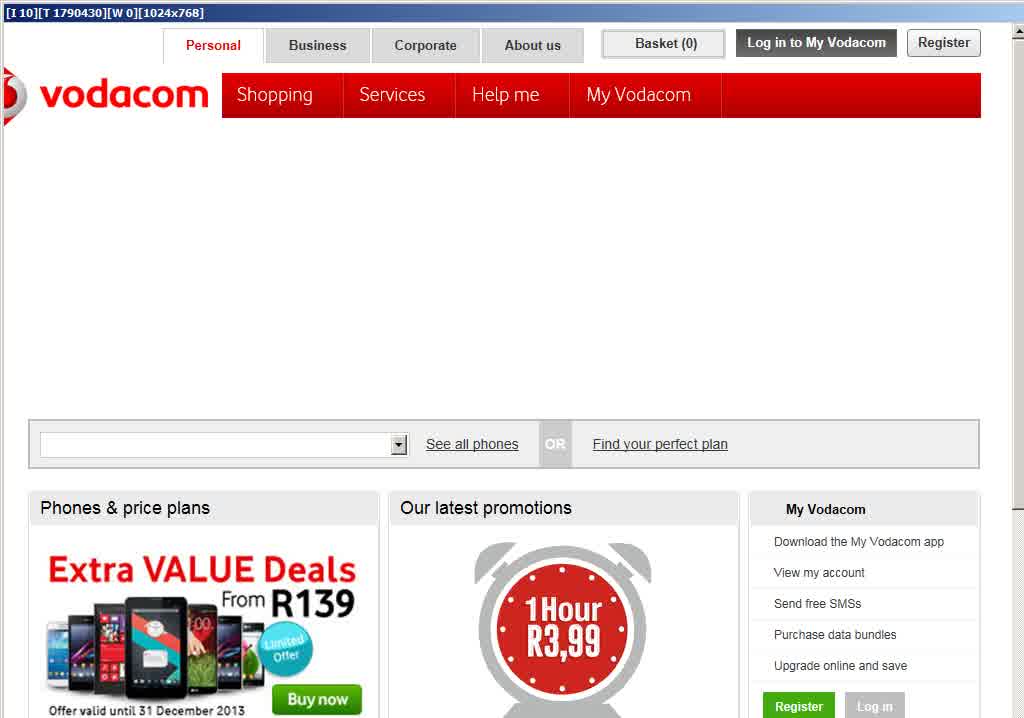 [I 10][T 1790430][W 0][1024x768]
Personal
Business
Corporate
About us
Basket (0)
Log in to My Vodacom
Register
vodacom
Shopping
Services
Help me
My Vodacom
See all phones
OR
Find your perfect plan
Phones & price plans
Our latest promotions
My Vodacom
Extra VALUE Deals
From R139
Limited
Offer
Buy now
Offer valid until 31 December 2013
1 Hour
R3,99
Download the My Vodacom app
View my account
Send free SMSs
Purchase data bundles
Upgrade online and save
Register
Log in